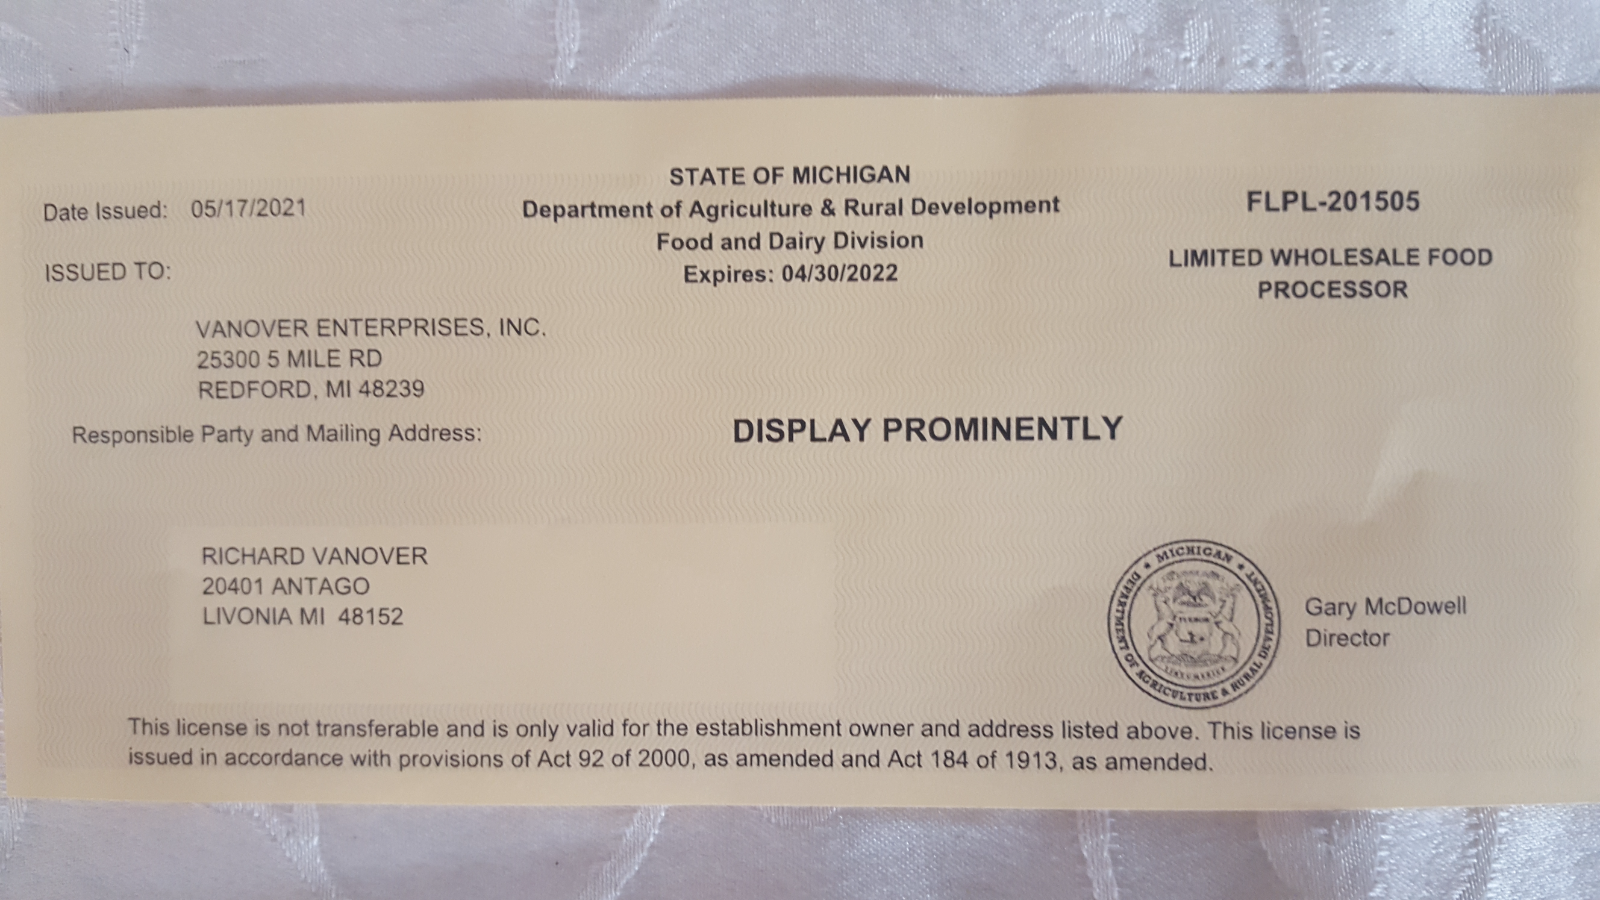 STATE OF MICHIGAN
Department of Agriculture & Rural Development
Food and Dairy Division
Expires: 04/30/2022
Date Issued: 05/17/2021
FLPL-201505
LIMITED WHOLESALE FOOD
PROCESSOR
ISSUED TO:
VANOVER ENTERPRISES, INC.
25300 5 MILE RD
REDFORD, MI 48239
Responsible Party and Mailing Address:
DISPLAY PROMINENTLY
RICHARD VANOVER
20401 ANTAGO
LIVONIA MI 48152
MICHIGAN
DEPARTMENT OF AGRICULTURE & RURAL DEVELOPMENT
Gary McDowell
Director
This license is not transferable and is only valid for the establishment owner and address listed above. This license is
issued in accordance with provisions of Act 92 of 2000, as amended and Act 184 of 1913, as amended.